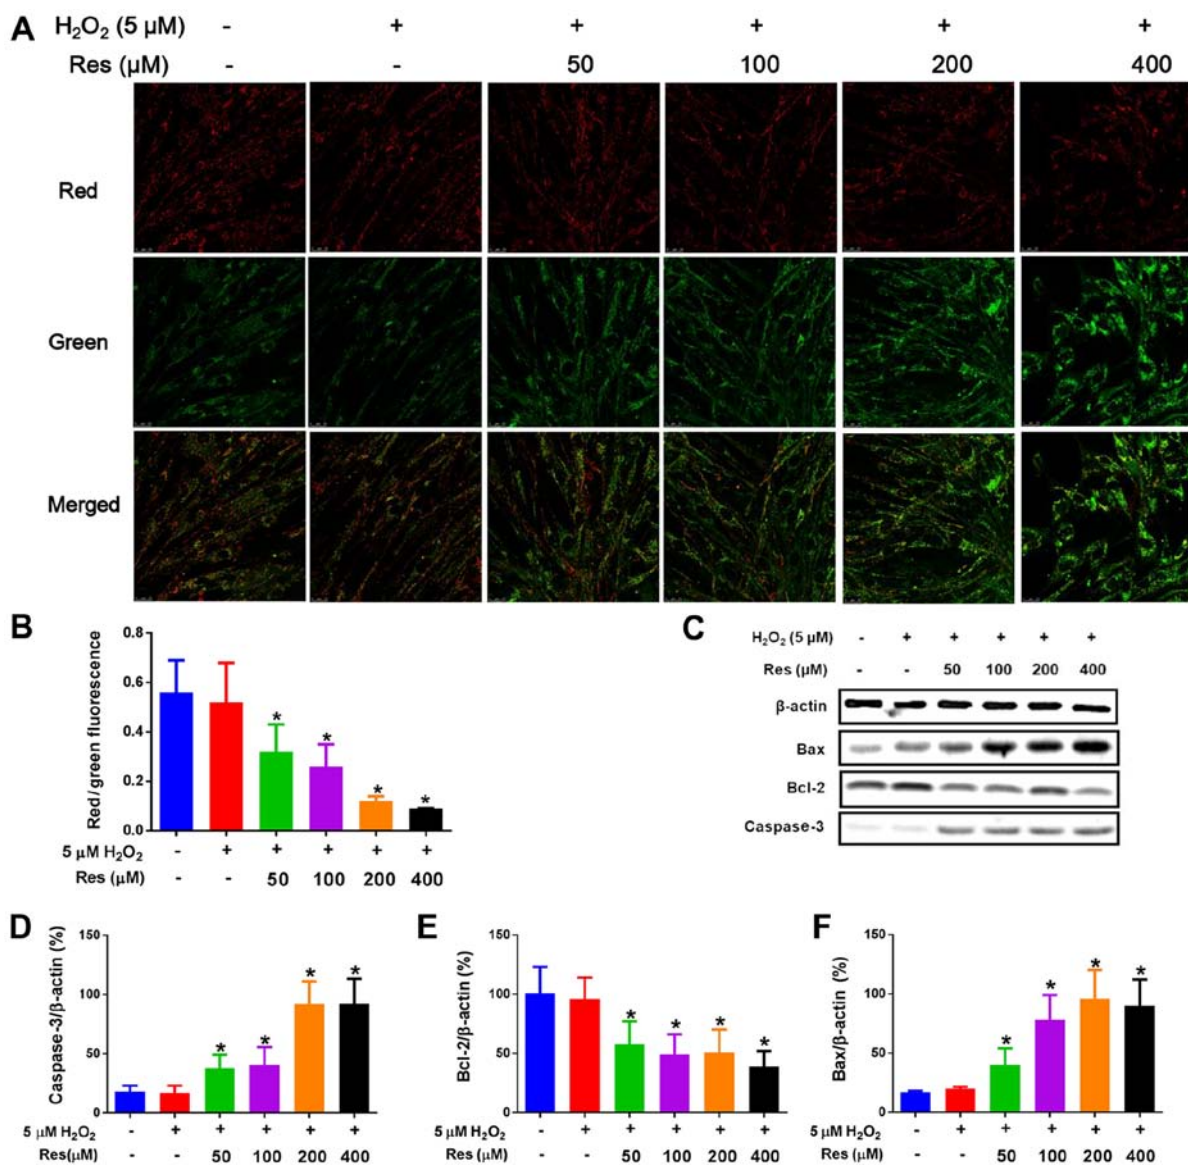 A H₂O₂ (5 µM) - + + + + +
Res (µM) - - 50 100 200 400
Red
Green
Merged
B
Red/green fluorescence
0.8
0.6
0.4
0.2
0.0
* * * *
5 µM H₂O₂ - + + + + +
Res (µM) - - 50 100 200 400
C
H₂O₂ (5 µM) - + + + + +
Res (µM) - - 50 100 200 400
β-actin
Bax
Bcl-2
Caspase-3
D
Caspase-3/β-actin (%)
150
100
50
0
* * * *
5 µM H₂O₂ - + + + + +
Res(µM) - - 50 100 200 400
E
Bcl-2/β-actin (%)
150
100
50
0
* * * *
5 µM H₂O₂ - + + + + +
Res (µM) - - 50 100 200 400
F
Bax/β-actin (%)
150
100
50
0
* * * *
5 µM H₂O₂ - + + + + +
Res (µM) - - 50 100 200 400